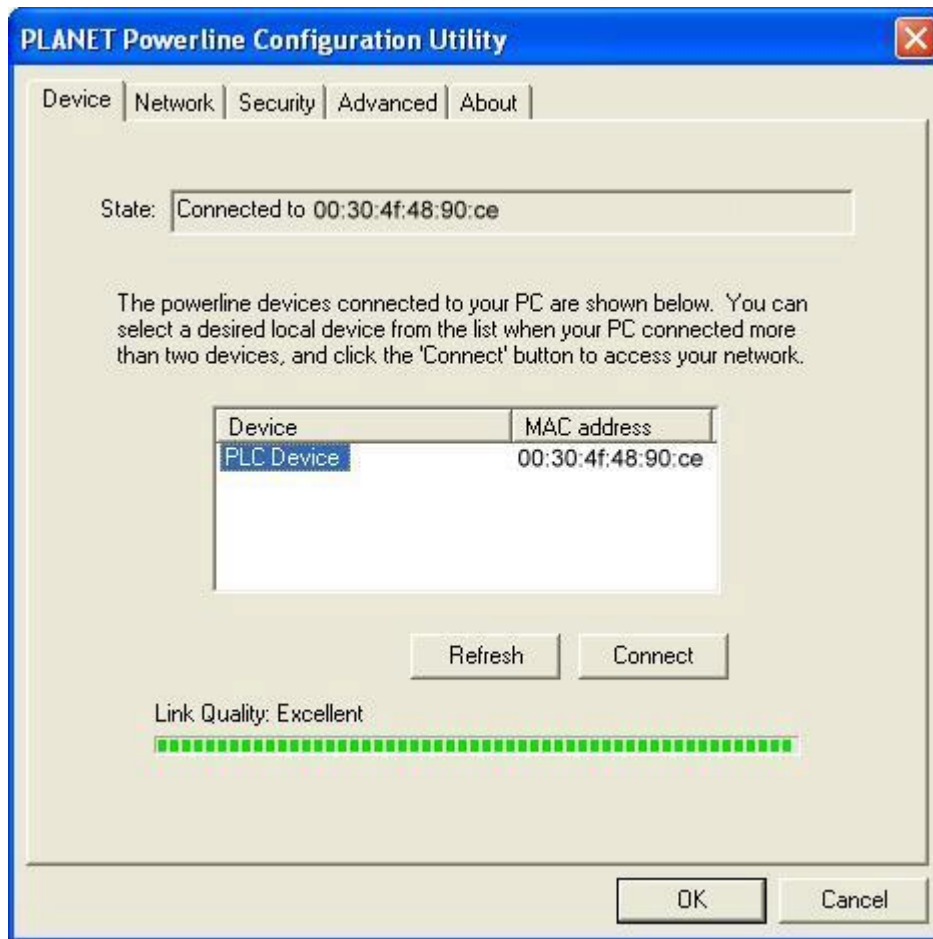 PLANET Powerline Configuration Utility
Device Network Security Advanced About
State: Connected to 00:30:4f:48:90:ce
The powerline devices connected to your PC are shown below. You can
select a desired local device from the list when your PC connected more
than two devices, and click the 'Connect' button to access your network.
Device MAC address
PLC Device 00:30:4f:48:90:ce
Refresh Connect
Link Quality: Excellent
OK Cancel